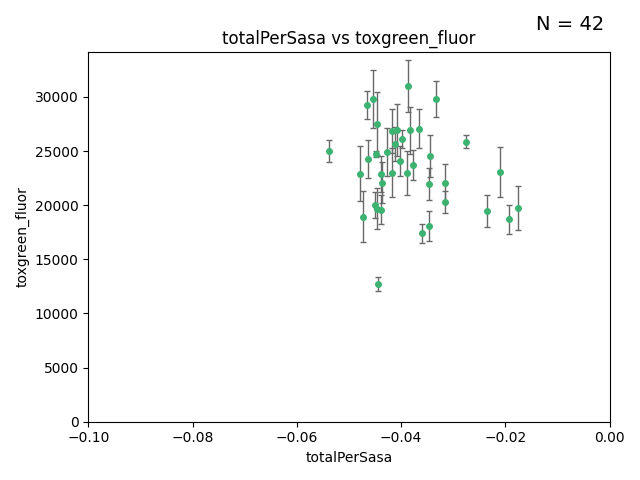 N = 42
totalPerSasa vs toxgreen_fluor
toxgreen_fluor
30000
25000
20000
15000
10000
5000
0
−0.10 −0.08 −0.06 −0.04 −0.02 0.00
totalPerSasa